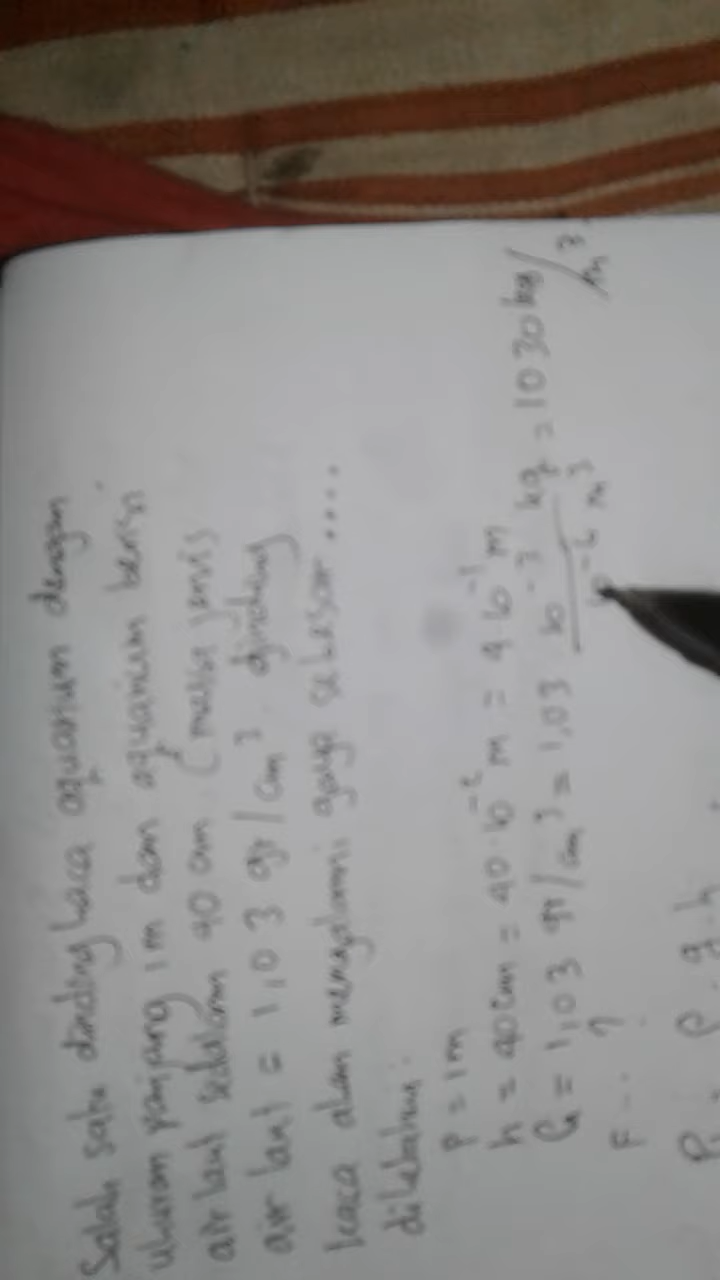 Salah satu dinding kaca aquarium dengan
ukuran panjang 1 m dan aquarium berisi
air laut sedalam 40 cm. (massa jenis
air laut = 1,03 gr/cm³ dinding
kaca akan mengalami gaya sebesar ....
diketahui:
P = 1m
h = 40 cm = 40 · 10⁻² m = 4 10⁻¹ m
ρ = 1,03 gr/cm³ = 1,03 10⁻³ kg / 10⁻⁶ m³ = 1030 kg/m³
F ... ?
P = ρ . g . h